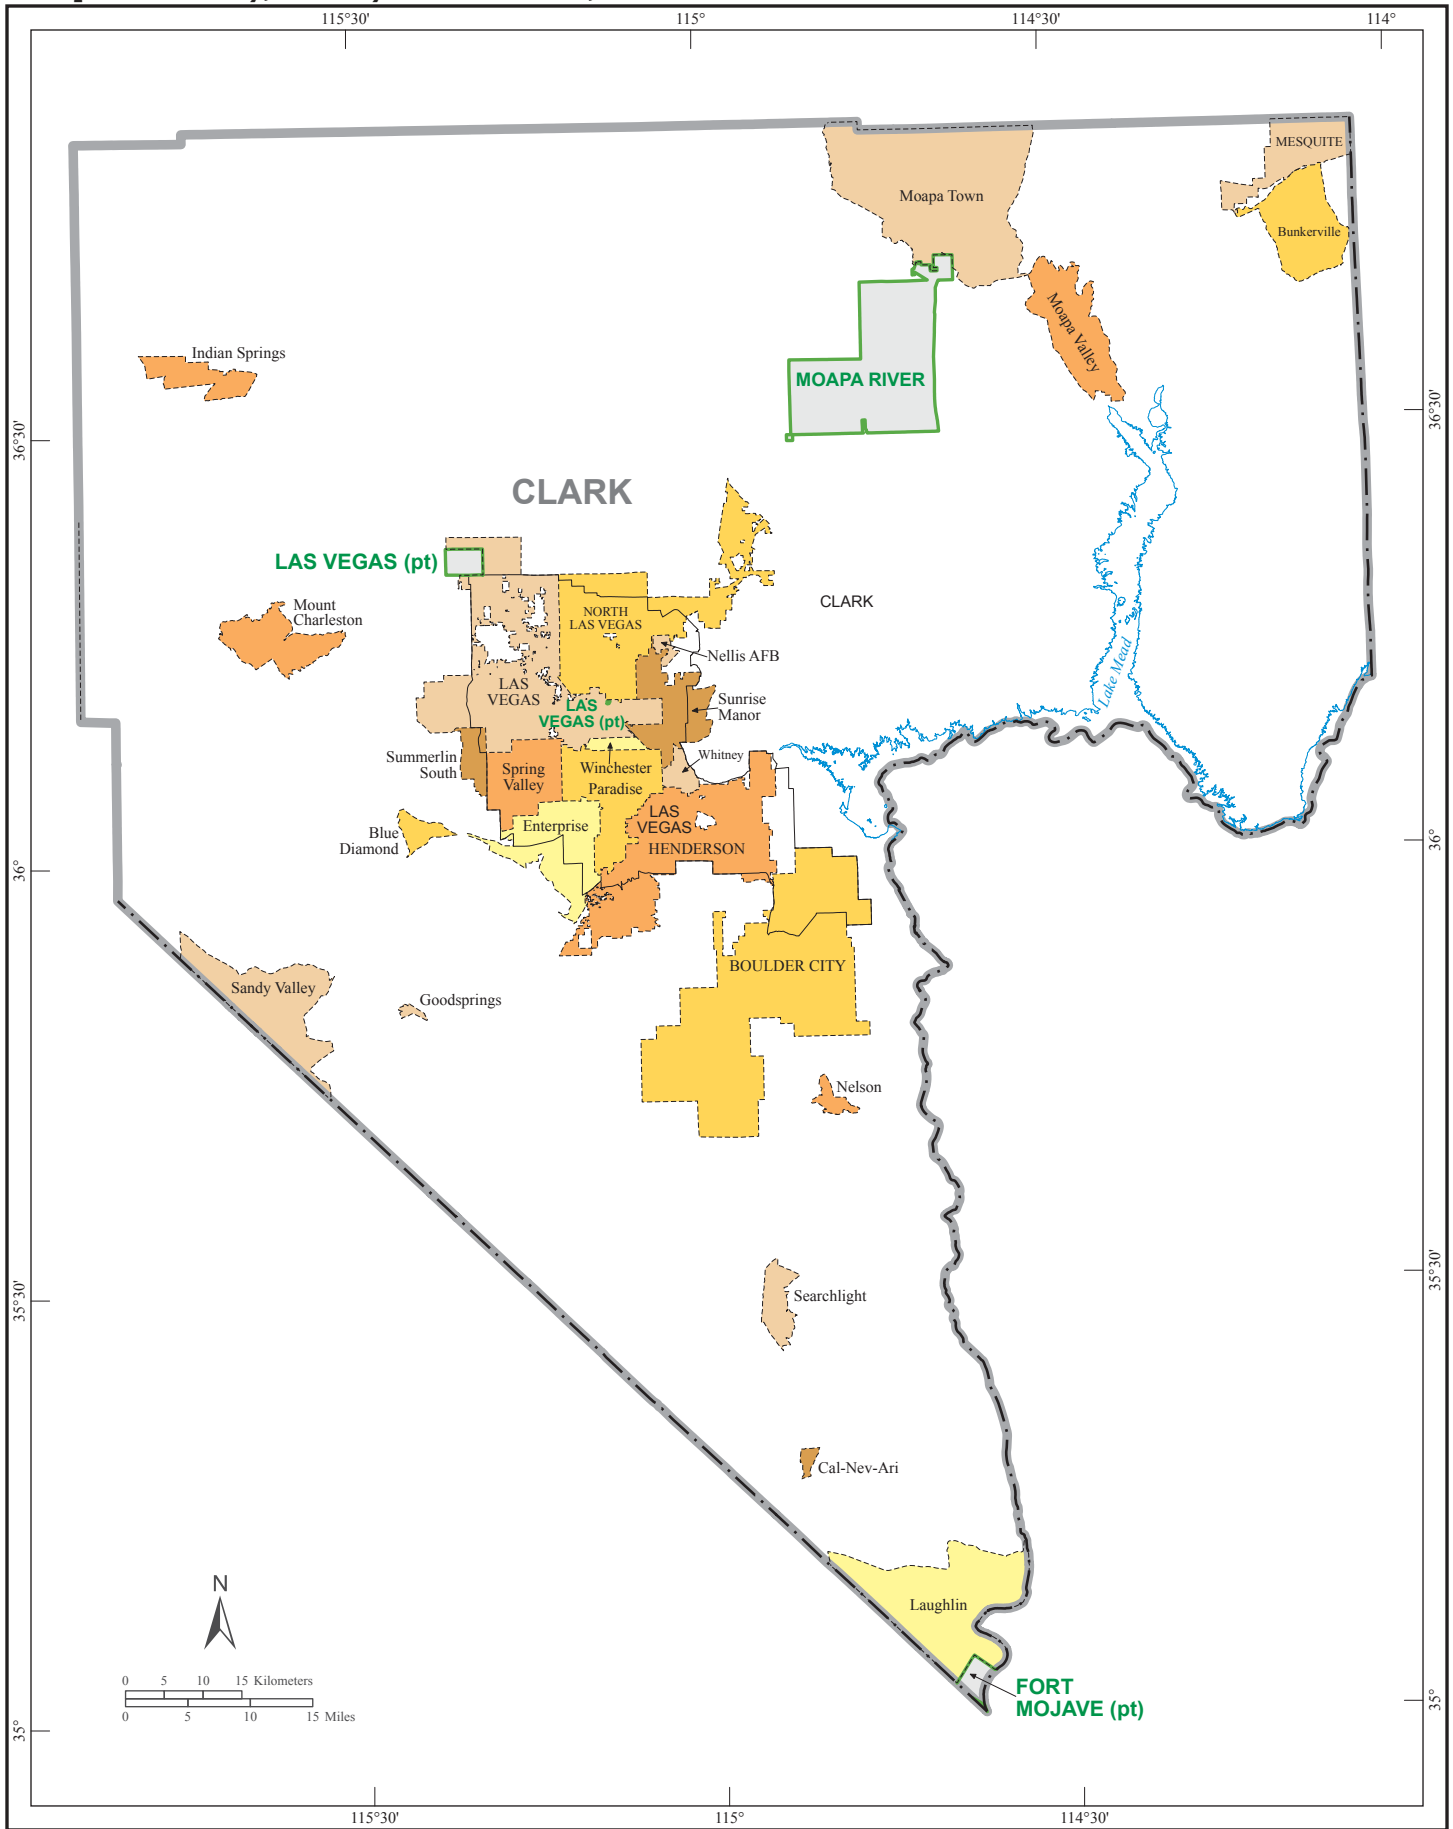 115°30'
115°
114°30'
114°
MESQUITE
Moapa Town
Bunkerville
Moapa Valley
Indian Springs
MOAPA RIVER
36°30'
36°30'
CLARK
LAS VEGAS (pt)
CLARK
Mount
Charleston
NORTH
LAS VEGAS
Nellis AFB
Lake Mead
LAS
VEGAS
LAS
VEGAS (pt)
Sunrise
Manor
Summerlin
South
Whitney
Spring
Valley
Winchester
Paradise
LAS
VEGAS
Enterprise
Blue
Diamond
HENDERSON
36°
36°
BOULDER CITY
Sandy Valley
Goodsprings
Nelson
35°30'
35°30'
Searchlight
Cal-Nev-Ari
Laughlin
N
0 5 10 15 Kilometers
0 5 10 15 Miles
FORT
MOJAVE (pt)
35°
35°
115°30'
115°
114°30'